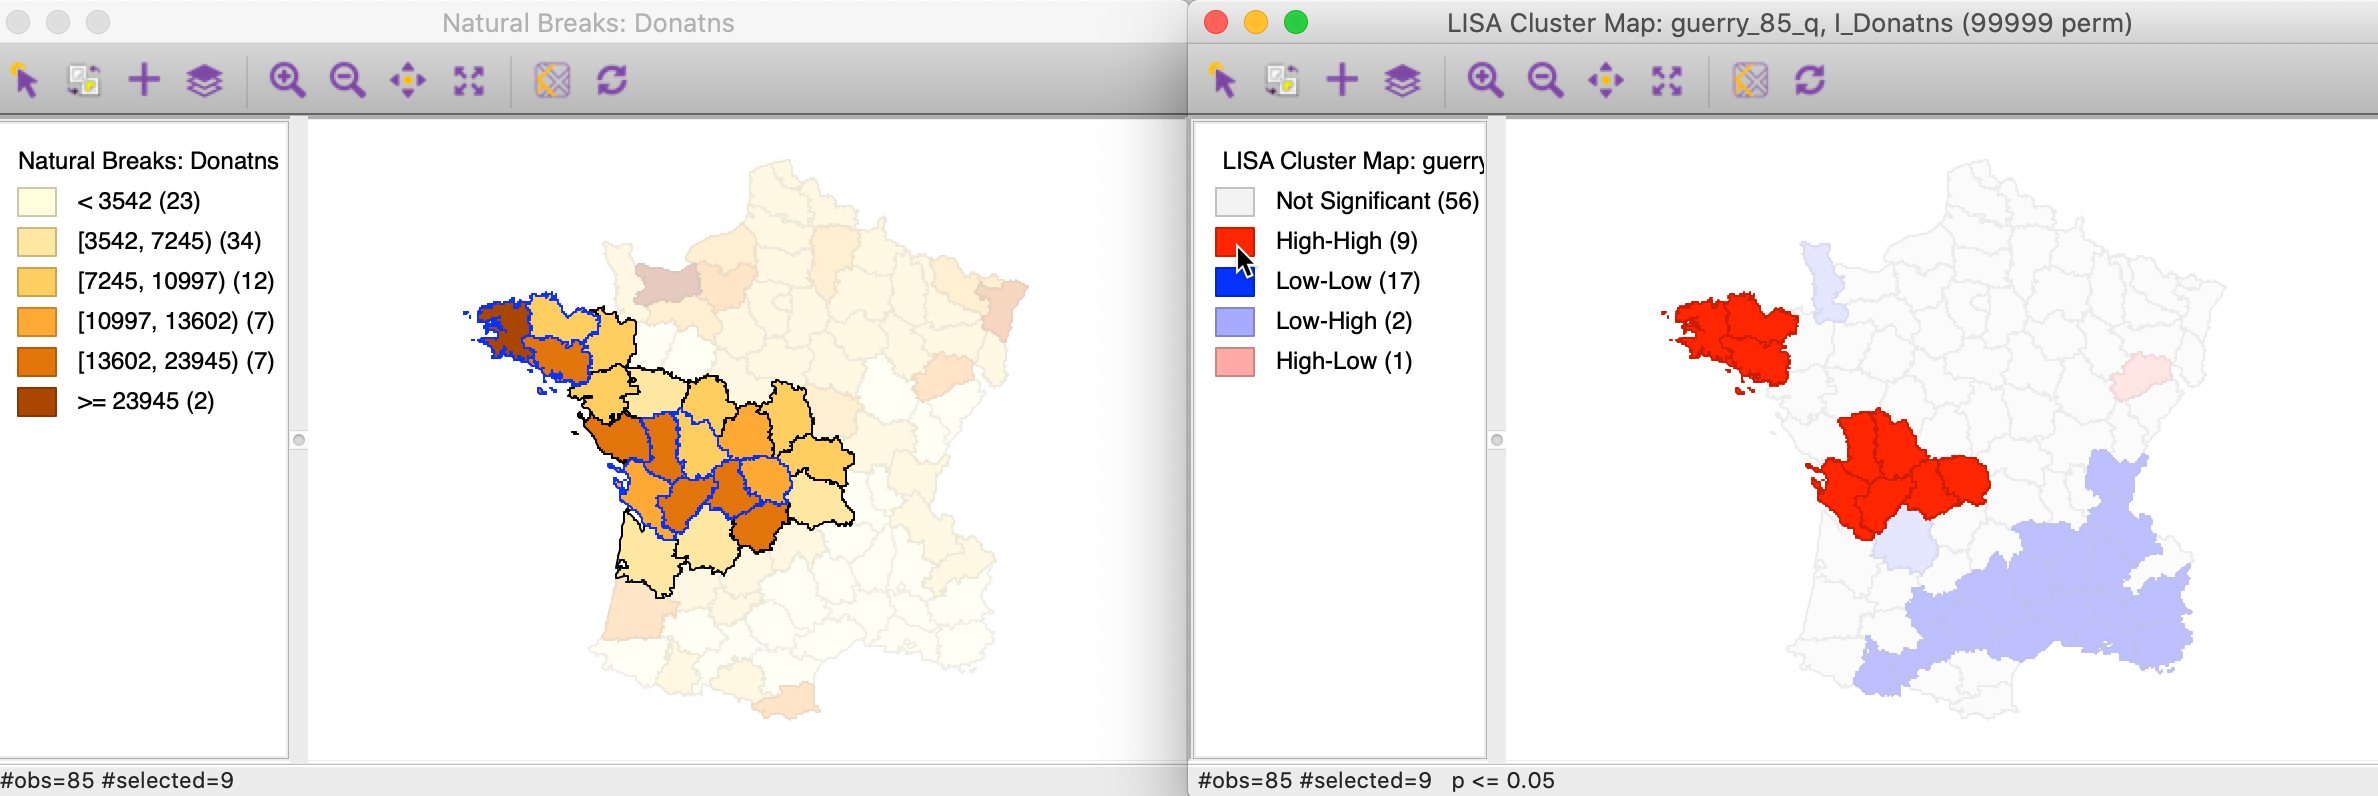 Natural Breaks: Donatns
Natural Breaks: Donatns
< 3542 (23)
[3542, 7245) (34)
[7245, 10997) (12)
[10997, 13602) (7)
[13602, 23945) (7)
>= 23945 (2)
#obs=85 #selected=9
LISA Cluster Map: guerry_85_q, I_Donatns (99999 perm)
LISA Cluster Map: guerry
Not Significant (56)
High-High (9)
Low-Low (17)
Low-High (2)
High-Low (1)
#obs=85 #selected=9 p <= 0.05